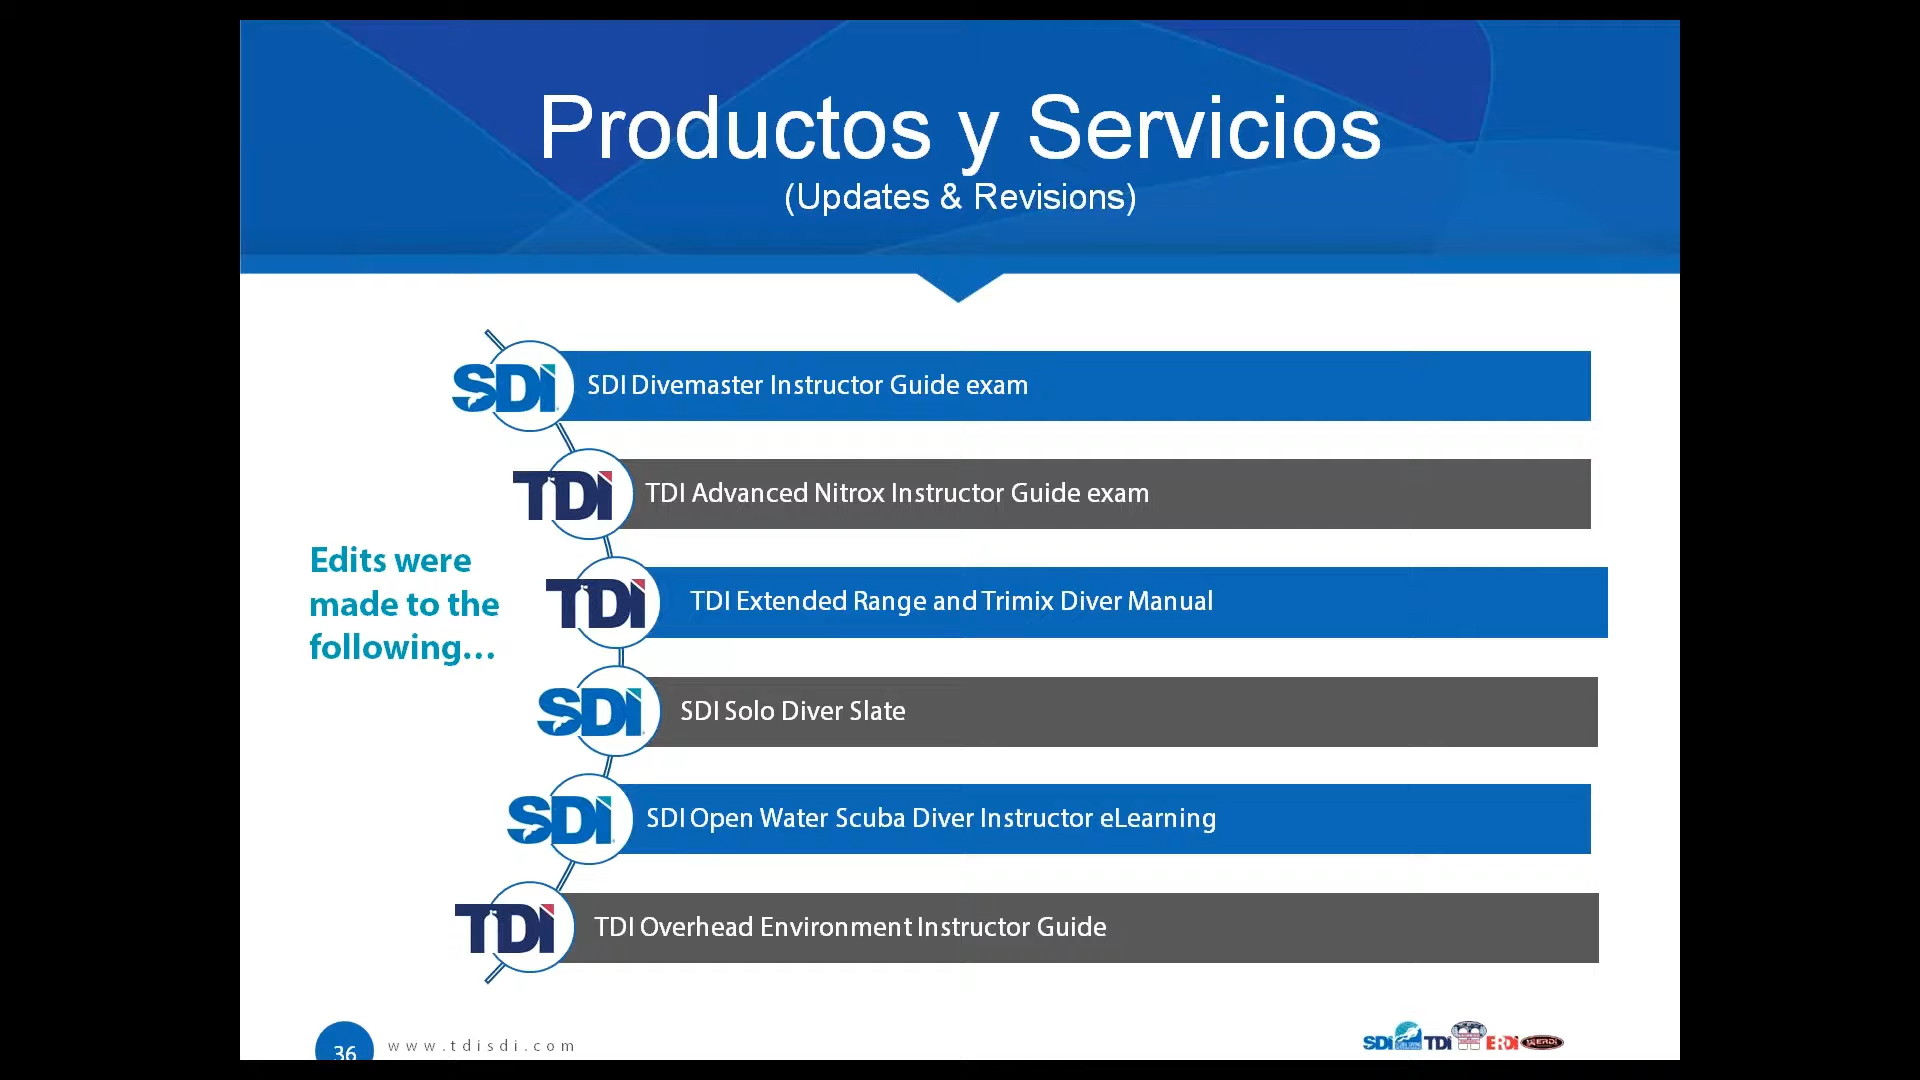 Productos y Servicios
(Updates & Revisions)
Edits were
made to the
following…
SDI SDI Divemaster Instructor Guide exam
TDI TDI Advanced Nitrox Instructor Guide exam
TDI TDI Extended Range and Trimix Diver Manual
SDI SDI Solo Diver Slate
SDI SDI Open Water Scuba Diver Instructor eLearning
TDI TDI Overhead Environment Instructor Guide
36 www.tdisdi.com
SDI TDI ERDI